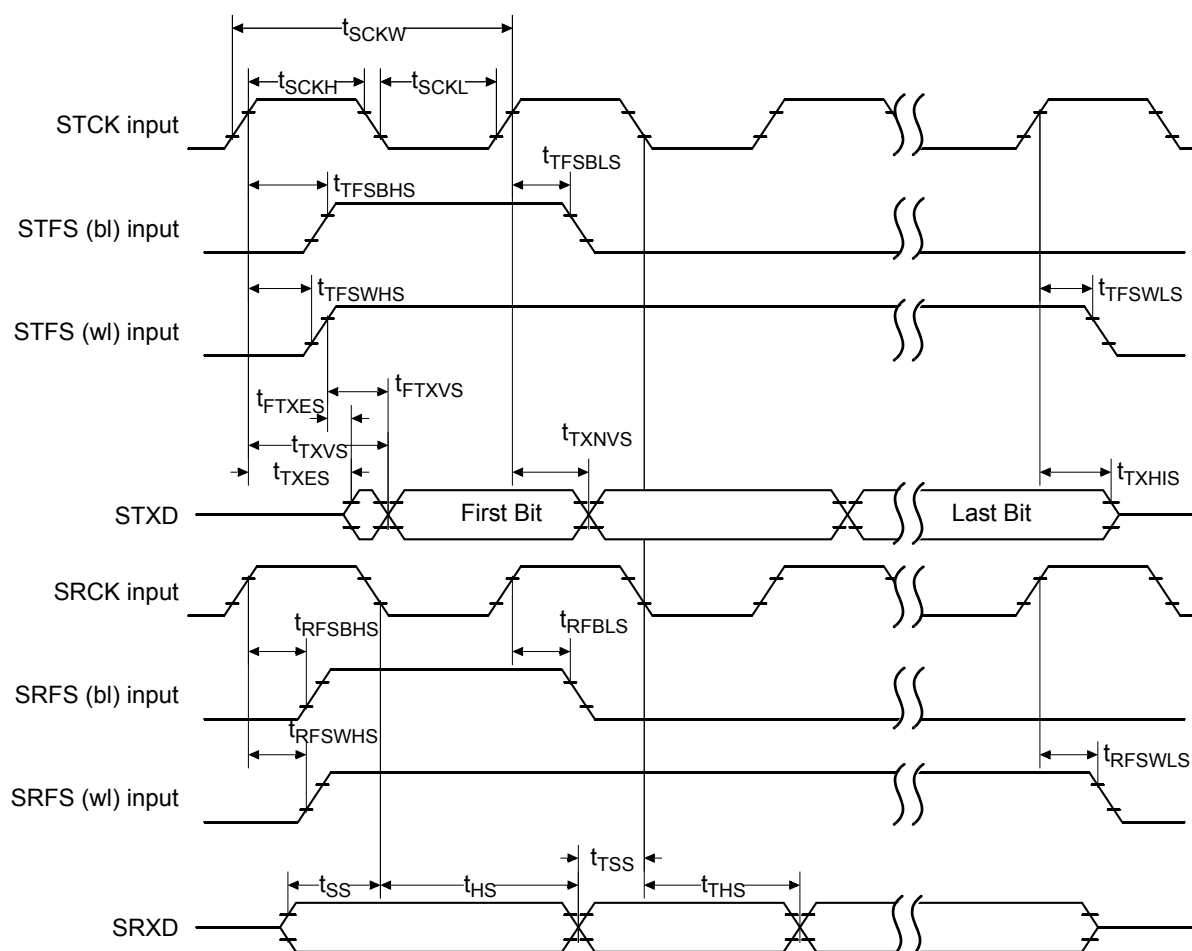 tSCKW
tSCKH
tSCKL
STCK input
tTFSBLS
tTFSBHS
STFS (bl) input
tTFSWHS
tTFSWLS
STFS (wl) input
tFTXVS
tFTXES
tTXVS
tTXNVS
tTXES
tTXHIS
STXD
First Bit
Last Bit
SRCK input
tRFSBHS
tRFBLS
SRFS (bl) input
tRFSWHS
tRFSWLS
SRFS (wl) input
tTSS
tSS
tHS
tTHS
SRXD